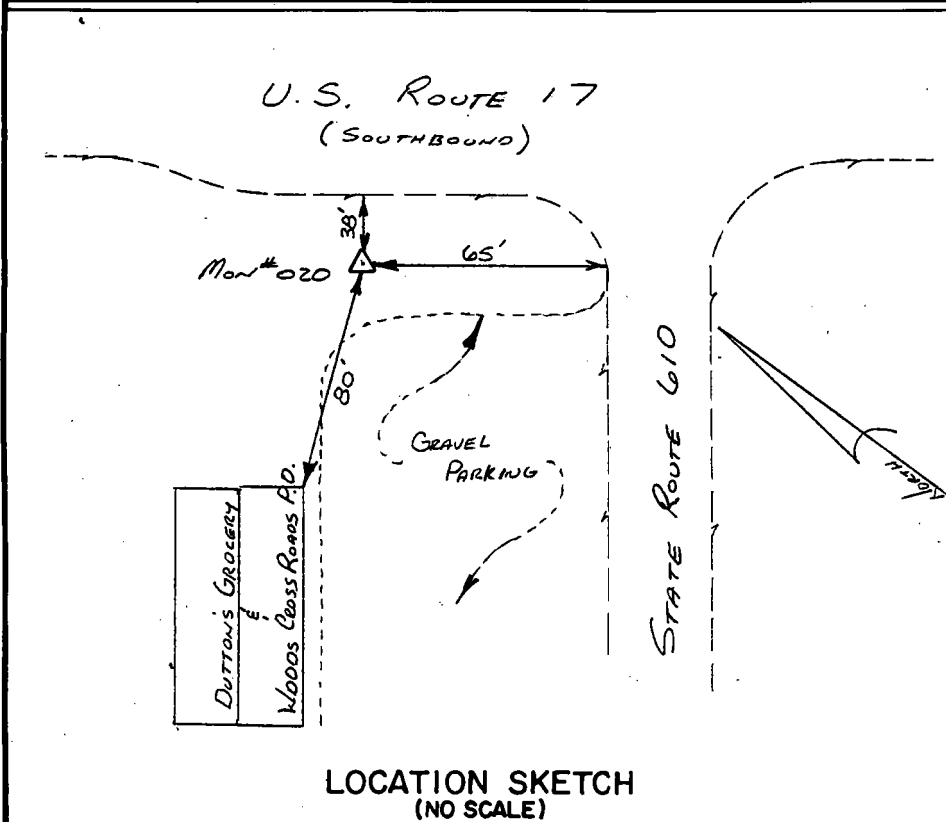 U.S. ROUTE 17
(SOUTHBOUND)
38'
MON # 020
65'
80'
GRAVEL
PARKING
STATE ROUTE 610
NORTH
DUTTON'S GROCERY
&
WOODS CROSS ROADS P.O.
LOCATION SKETCH
(NO SCALE)